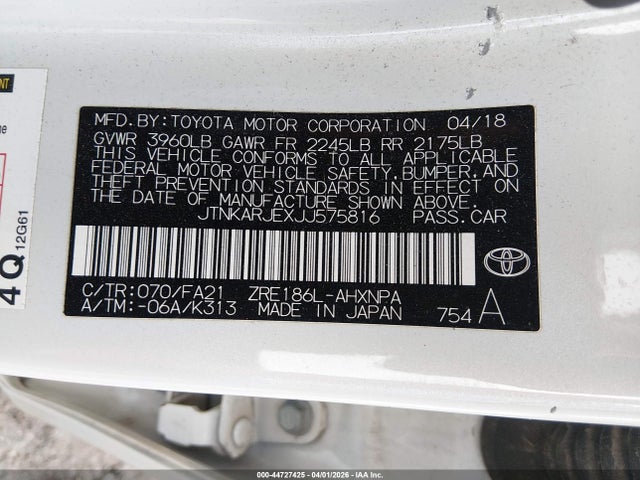 MFD.BY:TOYOTA MOTOR CORPORATION 04/18
GVWR 3960LB GAWR FR 2245LB RR 2175LB
THIS VEHICLE CONFORMS TO ALL APPLICABLE
FEDERAL MOTOR VEHICLE SAFETY,BUMPER,AND
THEFT PREVENTION STANDARDS IN EFFECT ON
THE DATE OF MANUFACTURE SHOWN ABOVE.
JTNKARJEXJJ575816 PASS.CAR
C/TR:070/FA21 ZRE186L-AHXNPA
A/TM:-06A/K313 MADE IN JAPAN 754 A
4Q 12G61
000-44727425 04/01/2026 COPART